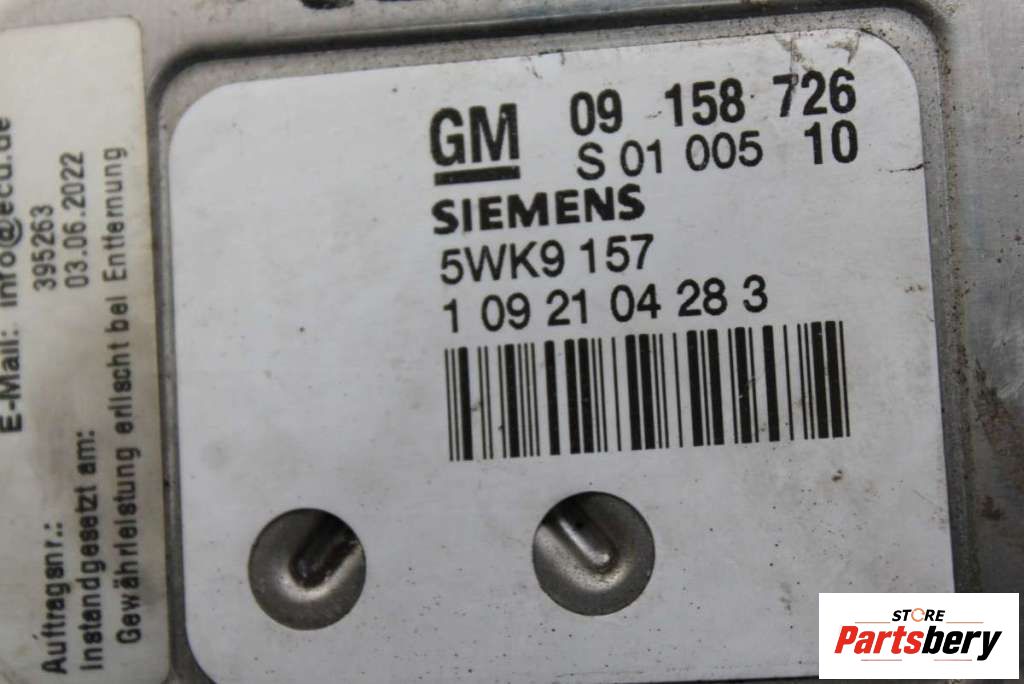 GM 09 158 726
S 01 005 10
SIEMENS
5WK9 157
1 09 21 04 28 3
E-Mail: info@ecu.de
Auftragsnr.: 395263
Instandgesetzt am: 03.06.2022
Gewährleistung erlischt bei Entfernung
STORE
Partsbery